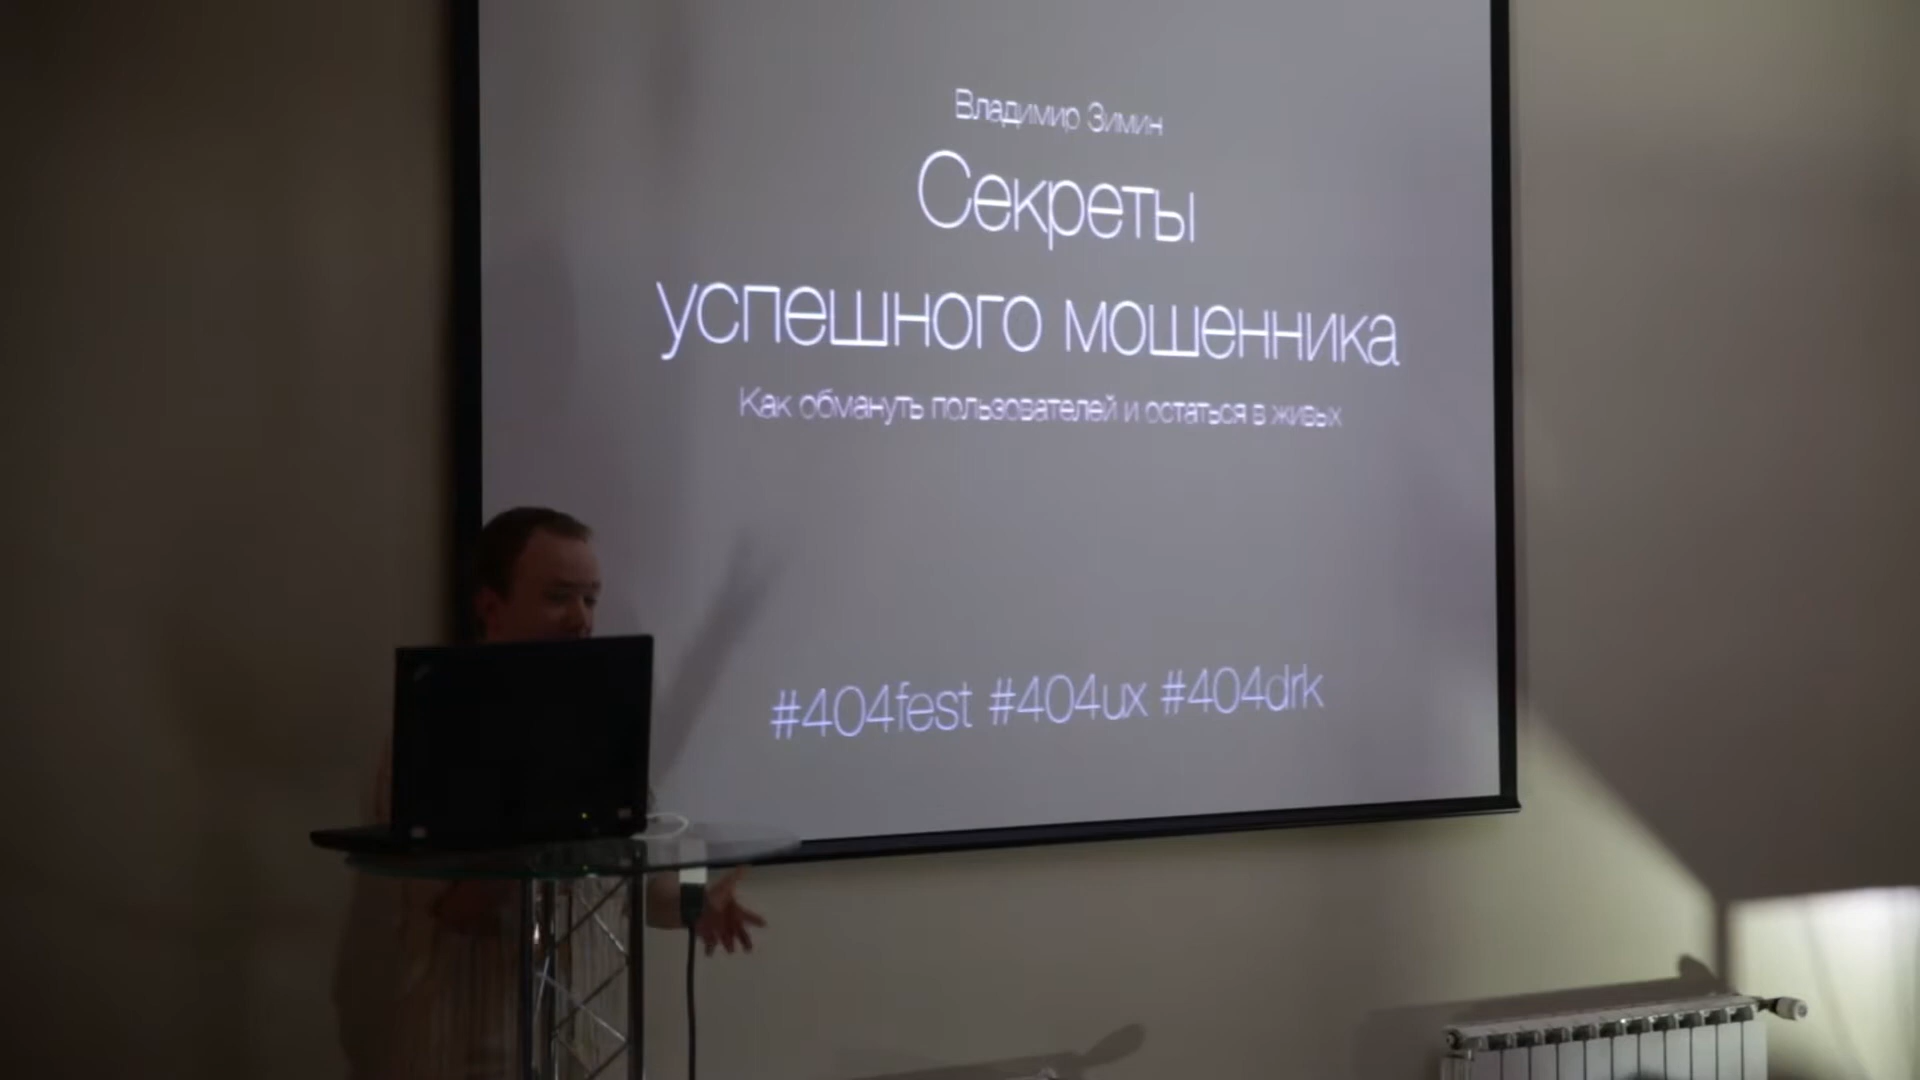 Владимир Зимин
Секреты
успешного мошенника
Как обмануть пользователей и остаться в живых
#404fest #404ux #404drk